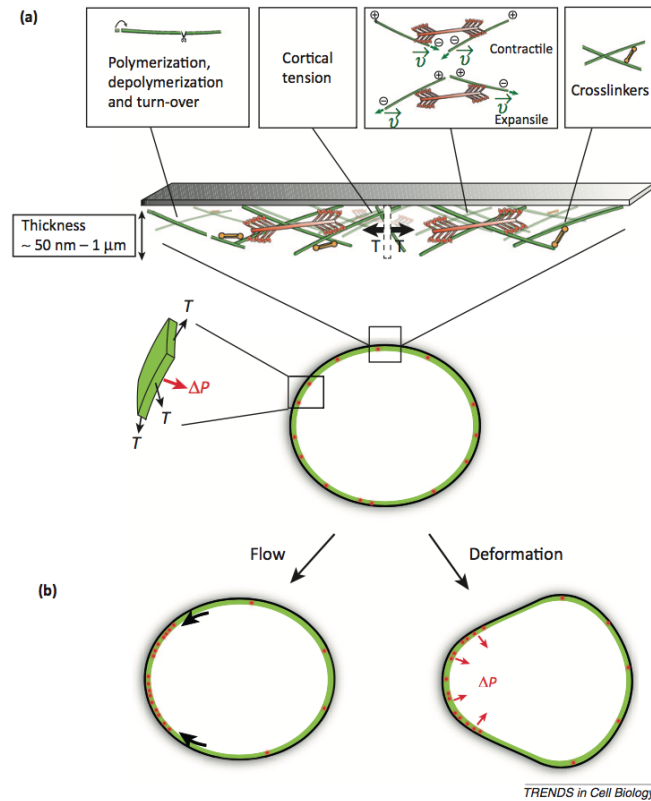 (a)
Polymerization,
depolymerization
and turn-over
Cortical
tension
⊕ ⊕
Contractile
⊖ ⊖
v⃗ v⃗
⊕ ⊕
⊖ ⊖
v⃗ Expansile v⃗
Crosslinkers
Thickness
~ 50 nm – 1 μm
T T
T
ΔP
T
T
Flow
Deformation
(b)
ΔP
TRENDS in Cell Biology